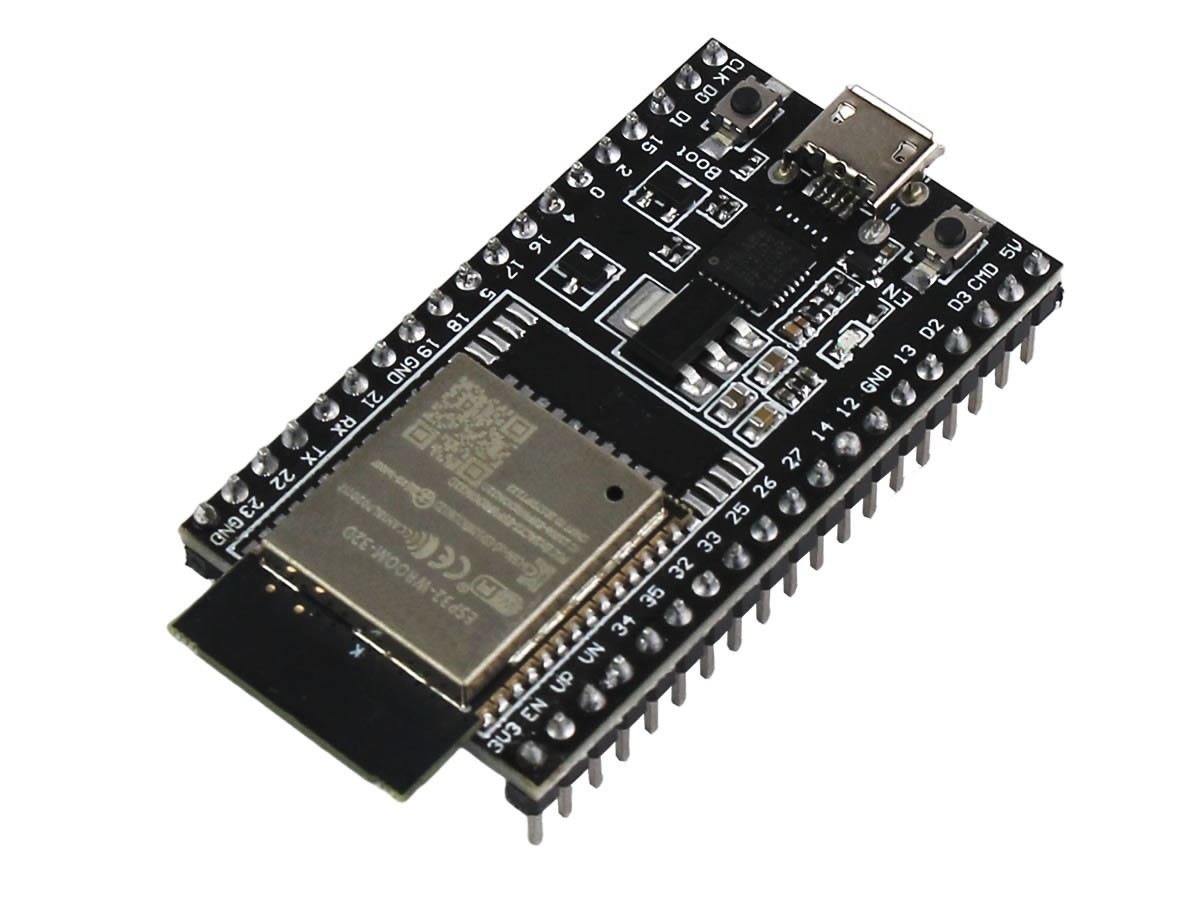 CLK
D0
D1
15
2
0
4
16
17
5
18
19
GND
21
RX
TX
22
23
GND
Boot
EN
5V
CMD
D3
D2
13
GND
12
14
27
26
25
33
32
35
34
VN
VP
EN
3V3
ESP32-WROOM-32D
CE